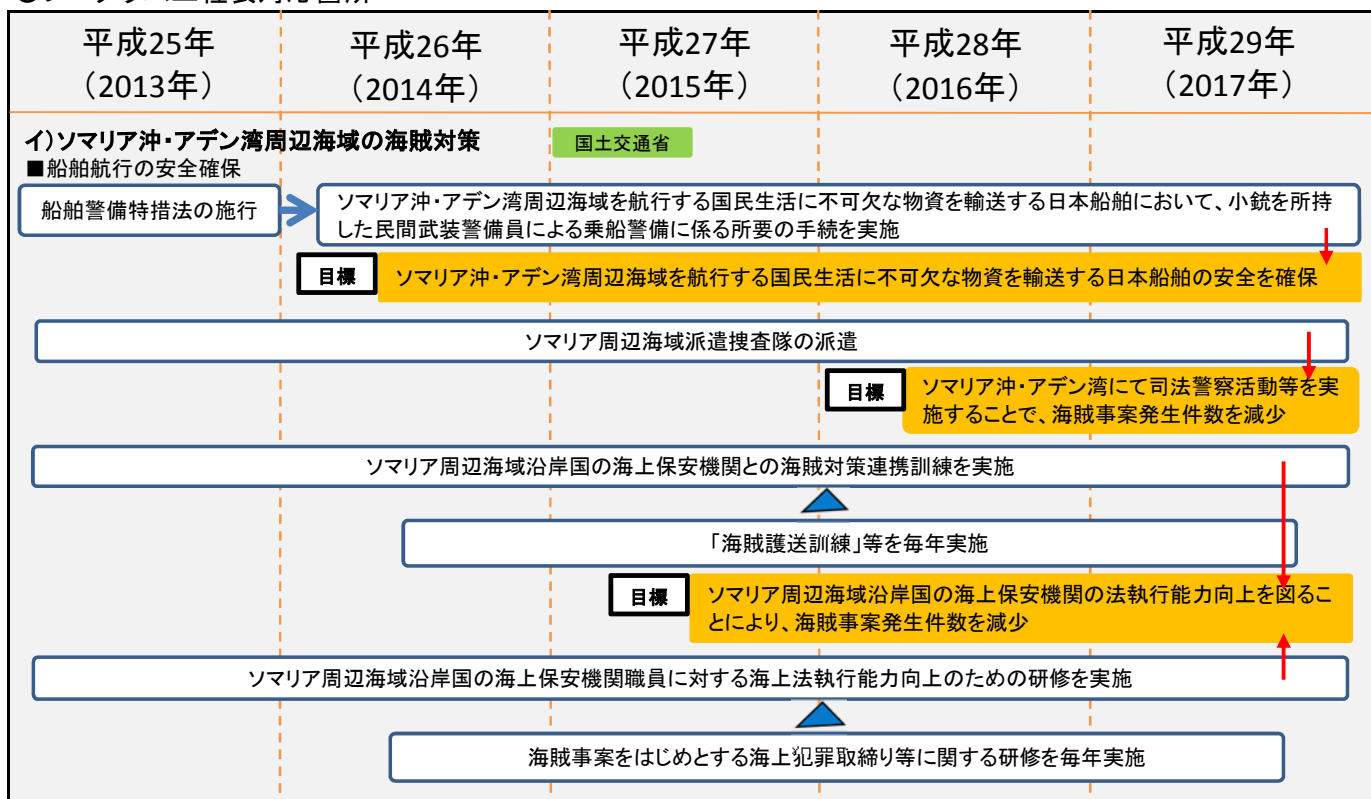 平成25年
(2013年)
平成26年
(2014年)
平成27年
(2015年)
平成28年
(2016年)
平成29年
(2017年)
イ)ソマリア沖・アデン湾周辺海域の海賊対策
国土交通省
■船舶航行の安全確保
船舶警備特措法の施行
ソマリア沖・アデン湾周辺海域を航行する国民生活に不可欠な物資を輸送する日本船舶において、小銃を所持
した民間武装警備員による乗船警備に係る所要の手続を実施
目標
ソマリア沖・アデン湾周辺海域を航行する国民生活に不可欠な物資を輸送する日本船舶の安全を確保
ソマリア周辺海域派遣捜査隊の派遣
目標
ソマリア沖・アデン湾にて司法警察活動等を実
施することで、海賊事案発生件数を減少
ソマリア周辺海域沿岸国の海上保安機関との海賊対策連携訓練を実施
「海賊護送訓練」等を毎年実施
目標
ソマリア周辺海域沿岸国の海上保安機関の法執行能力向上を図るこ
とにより、海賊事案発生件数を減少
ソマリア周辺海域沿岸国の海上保安機関職員に対する海上法執行能力向上のための研修を実施
海賊事案をはじめとする海上犯罪取締り等に関する研修を毎年実施